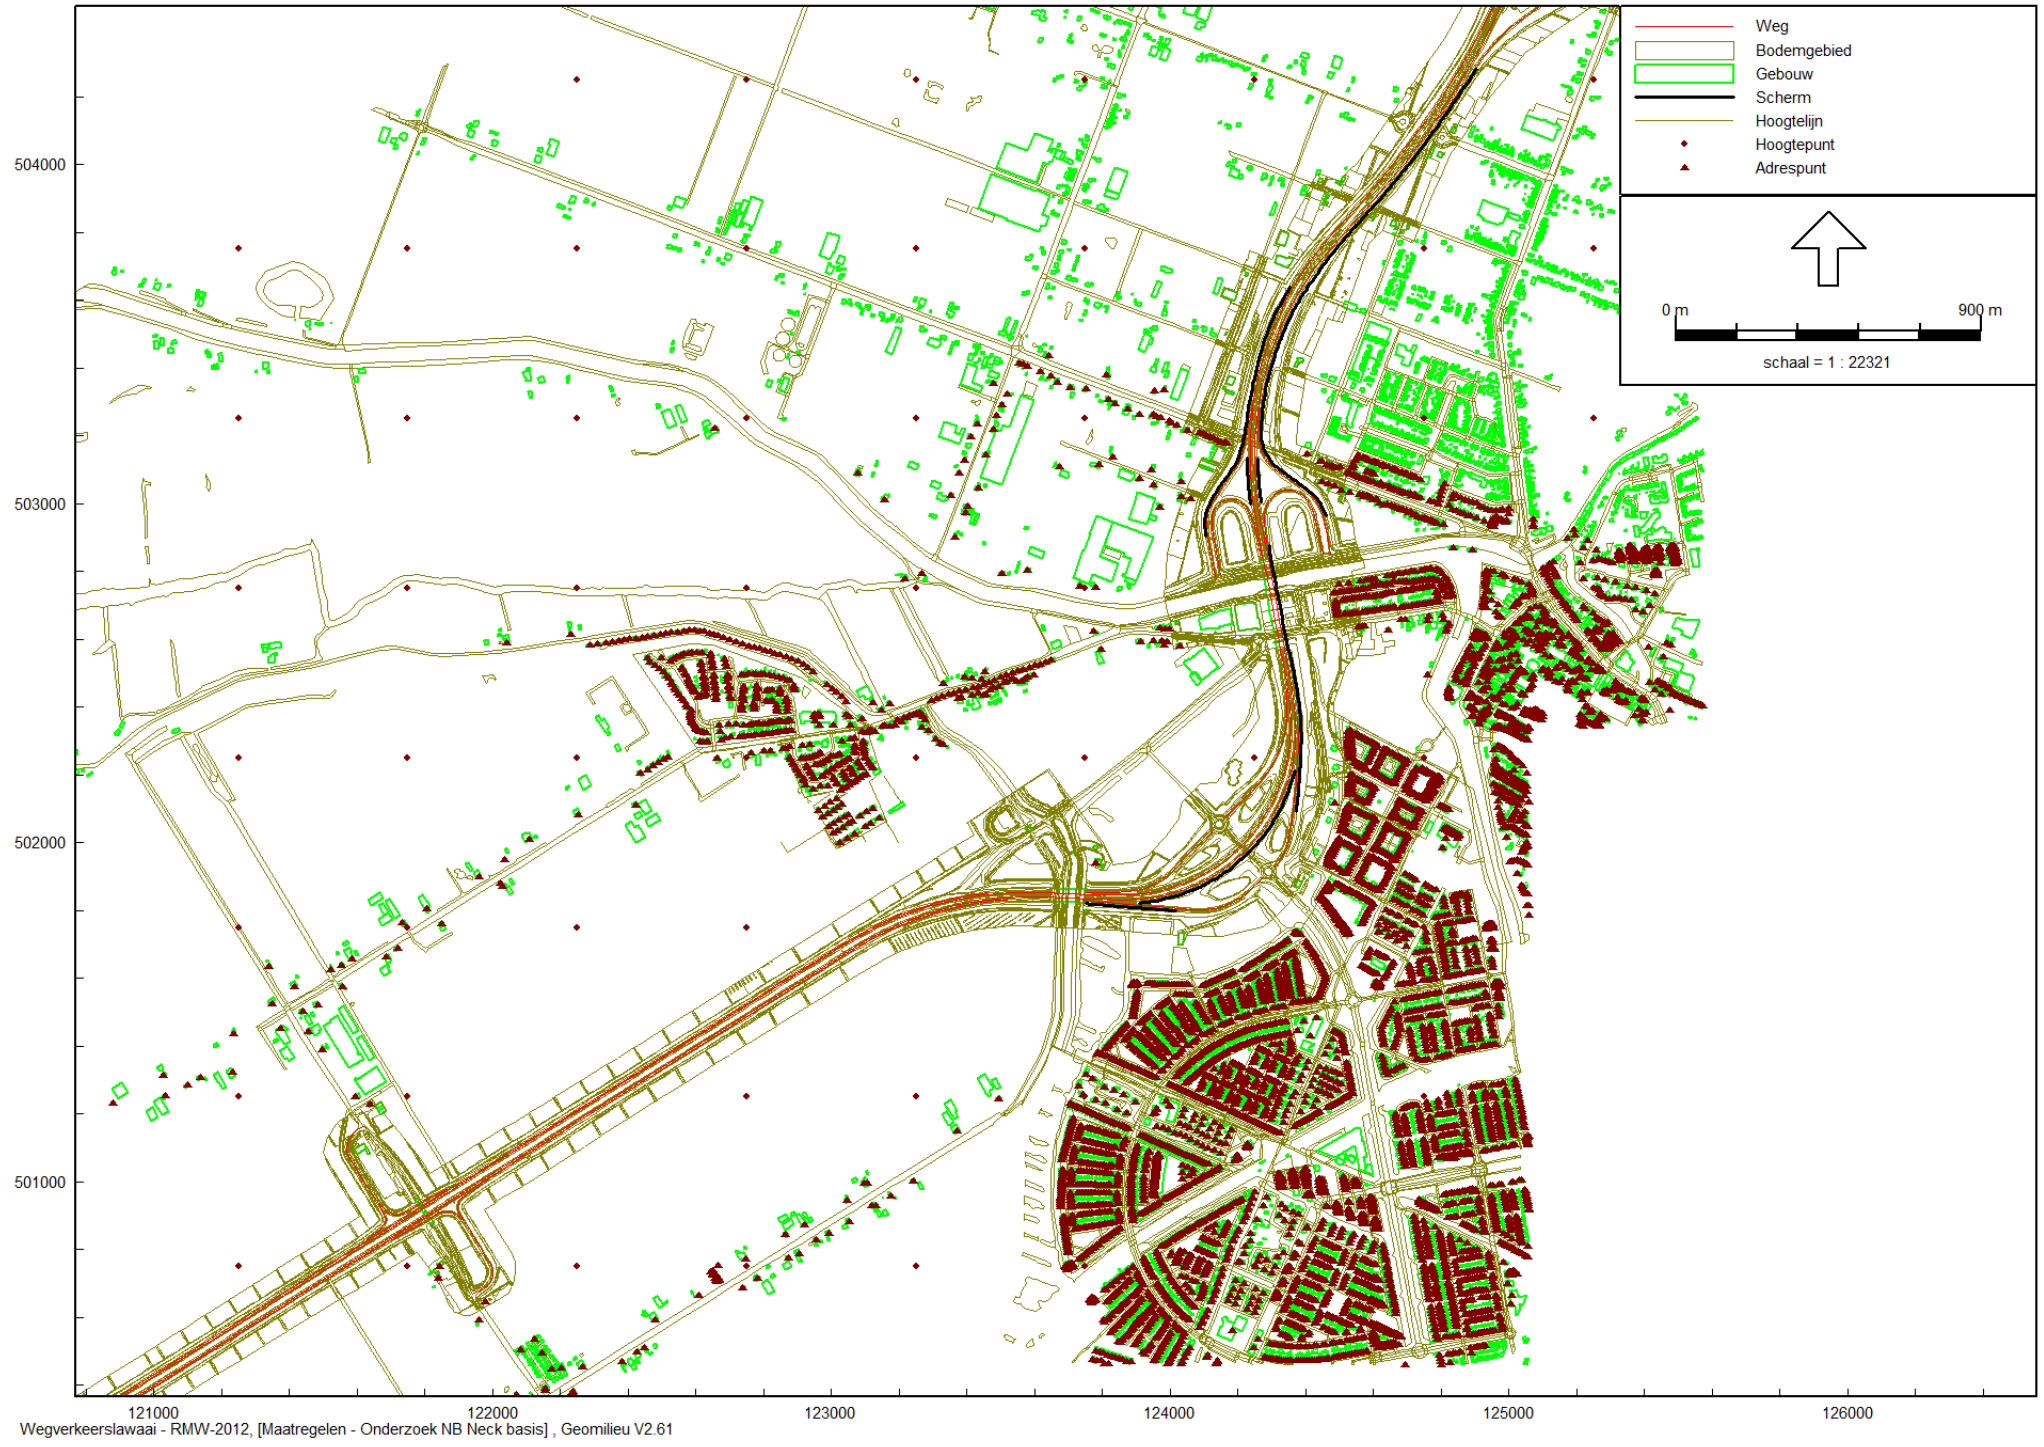 Weg
Bodemgebied
Gebouw
Scherm
Hoogtelijn
Hoogtepunt
Adrespunt
0 m 900 m
schaal = 1 : 22321
504000
503000
502000
501000
121000 122000 123000 124000 125000 126000
Wegverkeerslawaai - RMW-2012, [Maatregelen - Onderzoek NB Neck basis] , Geomilieu V2.61